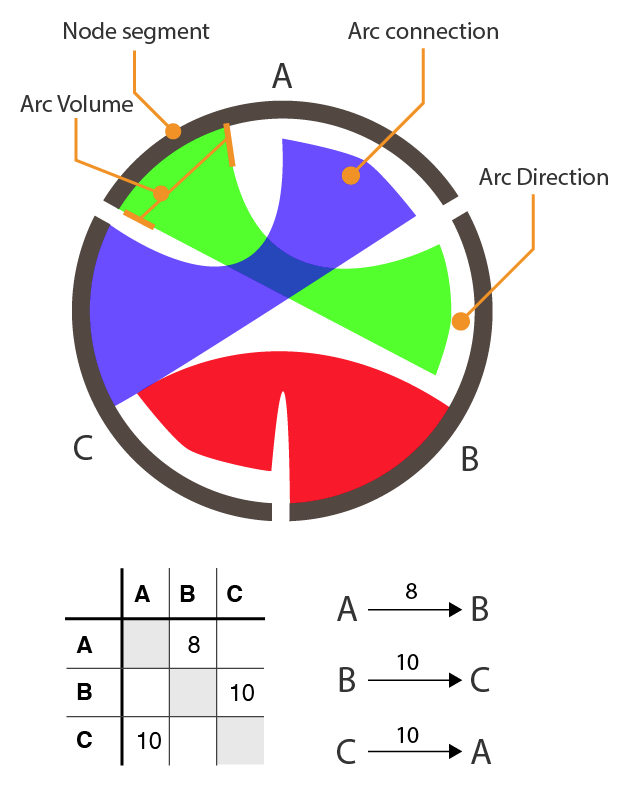 Node segment
Arc connection
A
Arc Volume
Arc Direction
C
B
A B C
A 8
B 10
C 10
A 8 B
B 10 C
C 10 A